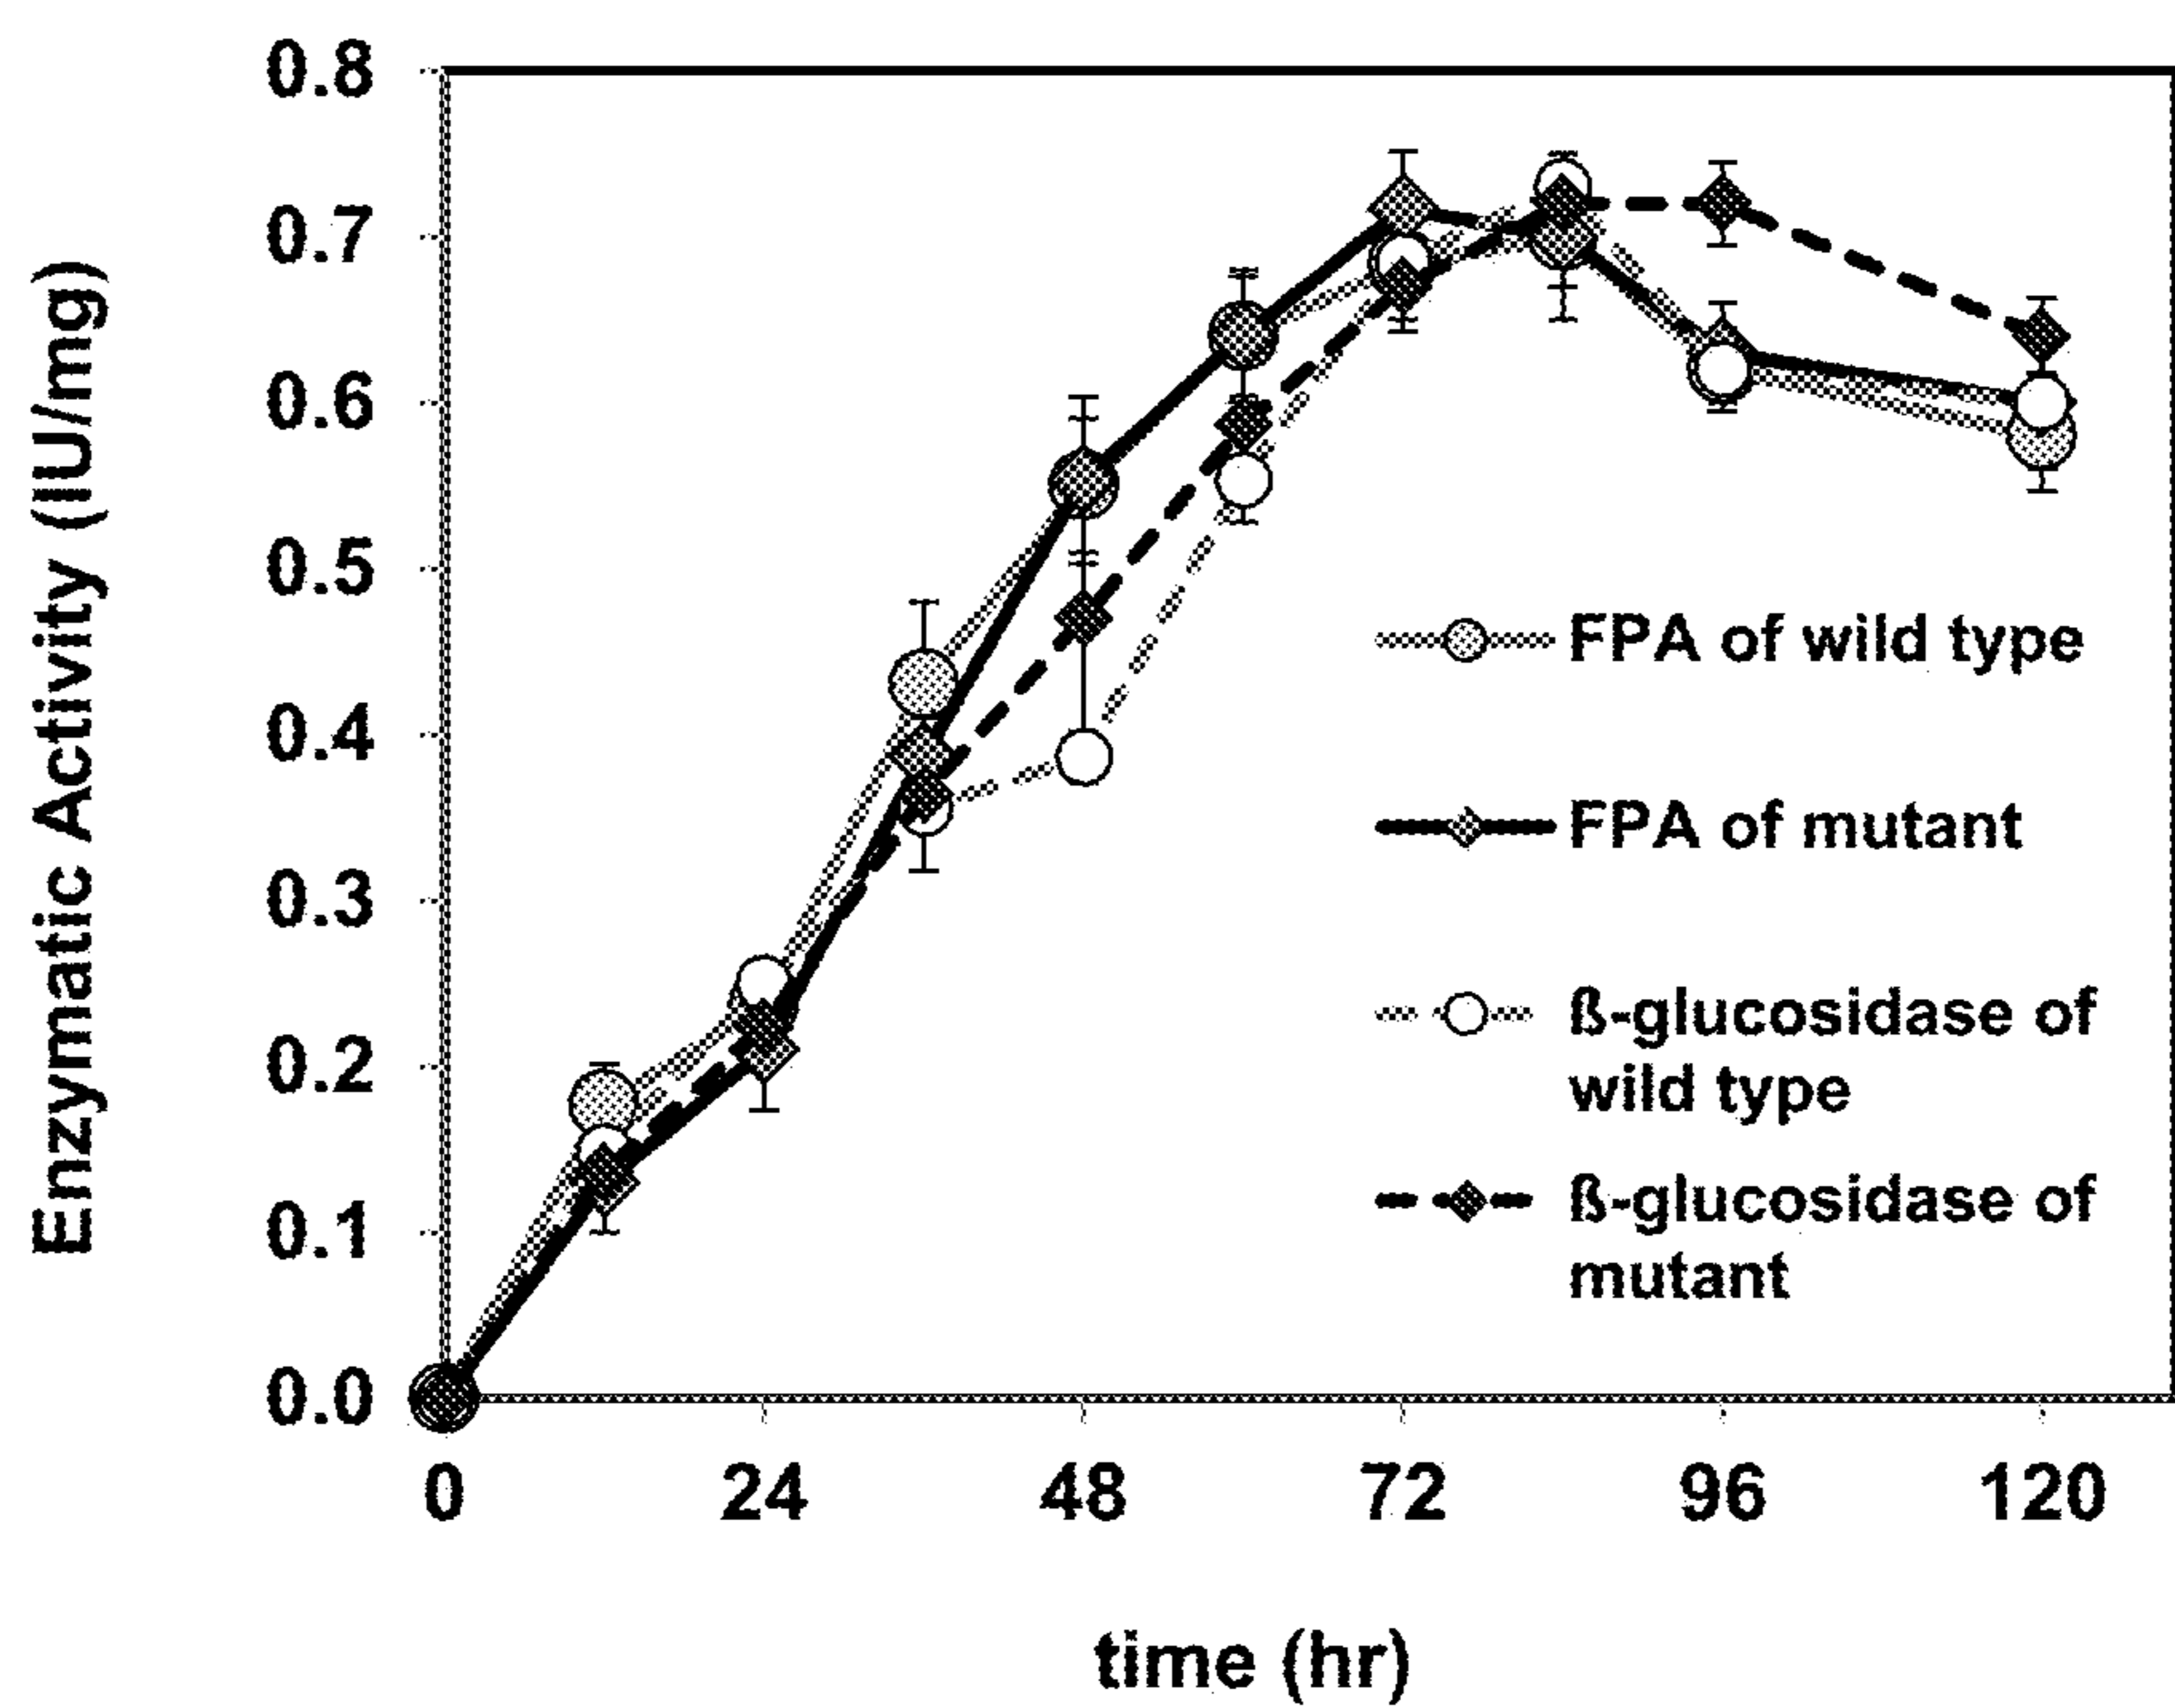 Enzymatic Activity (IU/mg)
0.8
0.7
0.6
0.5
0.4
0.3
0.2
0.1
0.0
FPA of wild type
FPA of mutant
ß-glucosidase of
wild type
ß-glucosidase of
mutant
0 24 48 72 96 120
time (hr)